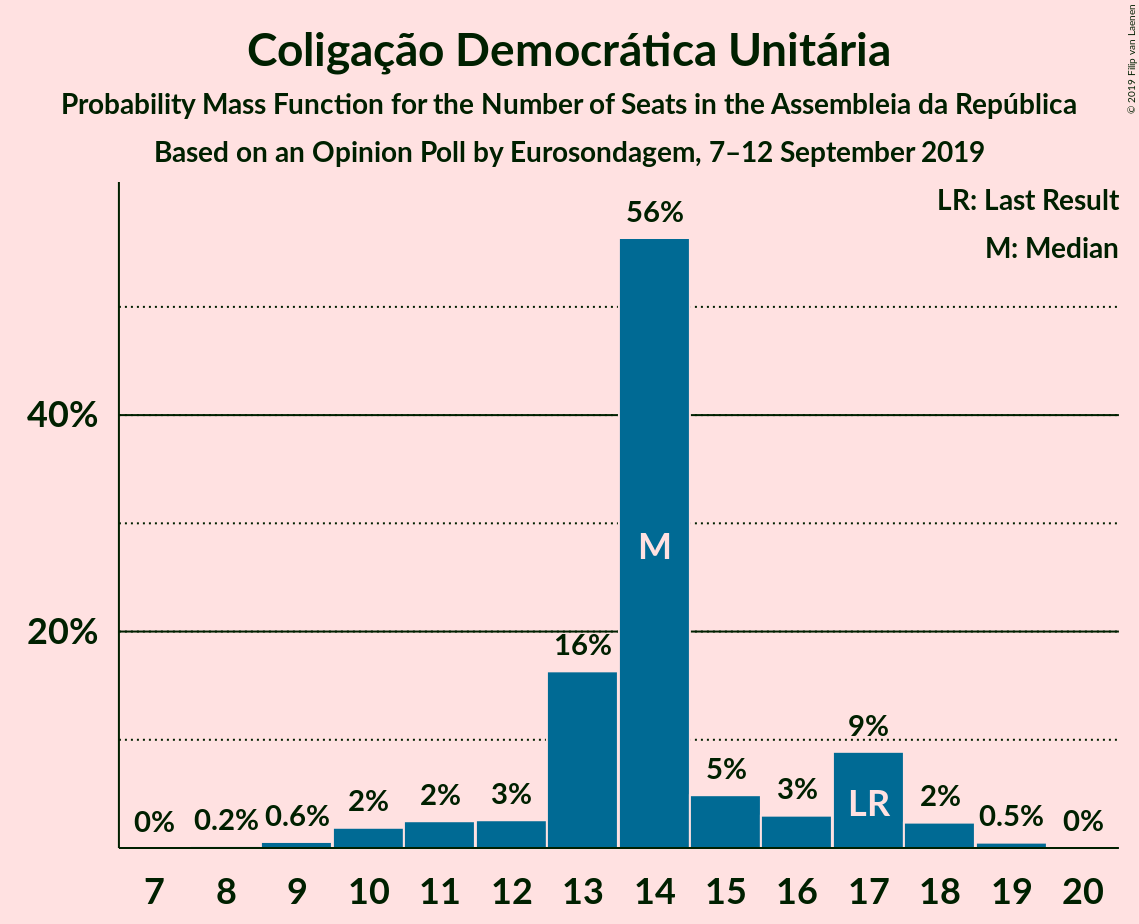 Coligação Democrática Unitária
Probability Mass Function for the Number of Seats in the Assembleia da República
Based on an Opinion Poll by Eurosondagem, 7–12 September 2019
© 2019 Filip van Laenen
LR: Last Result
M: Median
56%
40%
M
20%
16%
9%
5%
3%
LR
2%
2%
2%
3%
0%
0.2%
0.6%
0.5%
0%
7 8 9 10 11 12 13 14 15 16 17 18 19 20